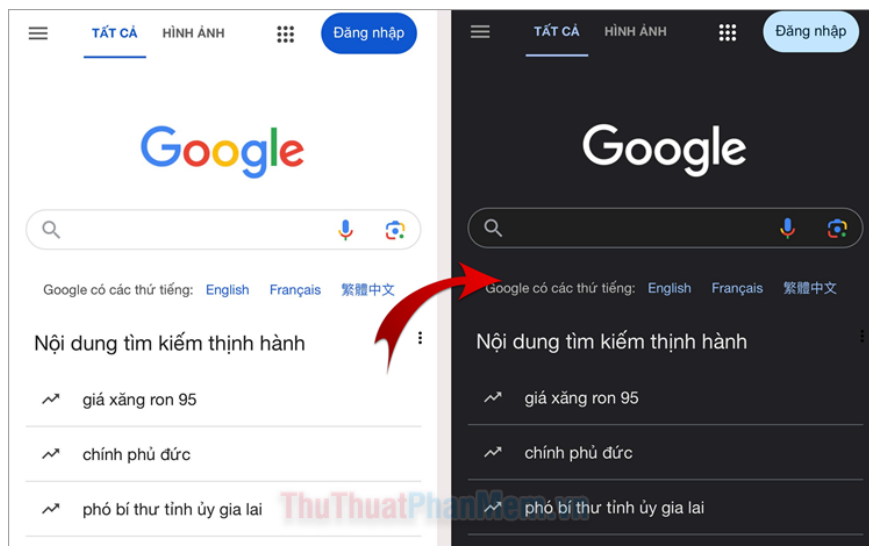 TẤT CẢ HÌNH ẢNH Đăng nhập
Google
Google có các thứ tiếng: English Français 繁體中文
Nội dung tìm kiếm thịnh hành
giá xăng ron 95
chính phủ đức
phó bí thư tỉnh ủy gia lai
TẤT CẢ HÌNH ẢNH Đăng nhập
Google
Google có các thứ tiếng: English Français 繁體中文
Nội dung tìm kiếm thịnh hành
giá xăng ron 95
chính phủ đức
phó bí thư tỉnh ủy gia lai
ThuThuatPhanMem.vn